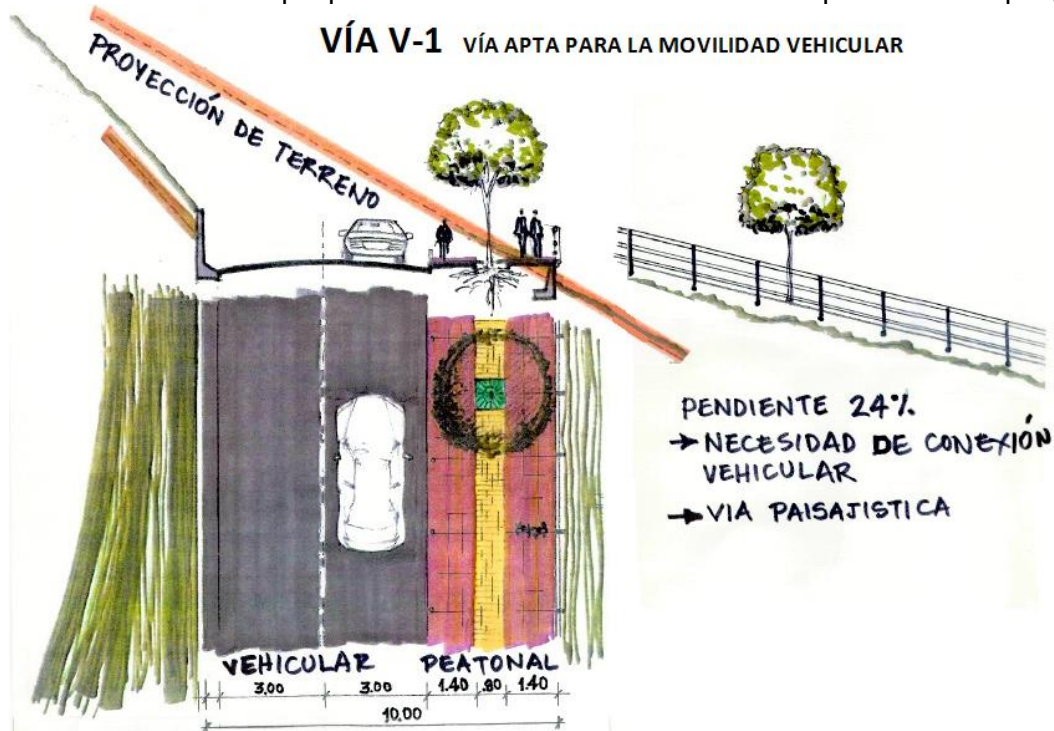 VÍA V-1 VÍA APTA PARA LA MOVILIDAD VEHICULAR
PROYECCIÓN DE TERRENO
PENDIENTE 24%
→ NECESIDAD DE CONEXIÓN
VEHICULAR
→ VIA PAISAJISTICA
VEHICULAR PEATONAL
3.00 3.00 1.40 .80 1.40
10.00